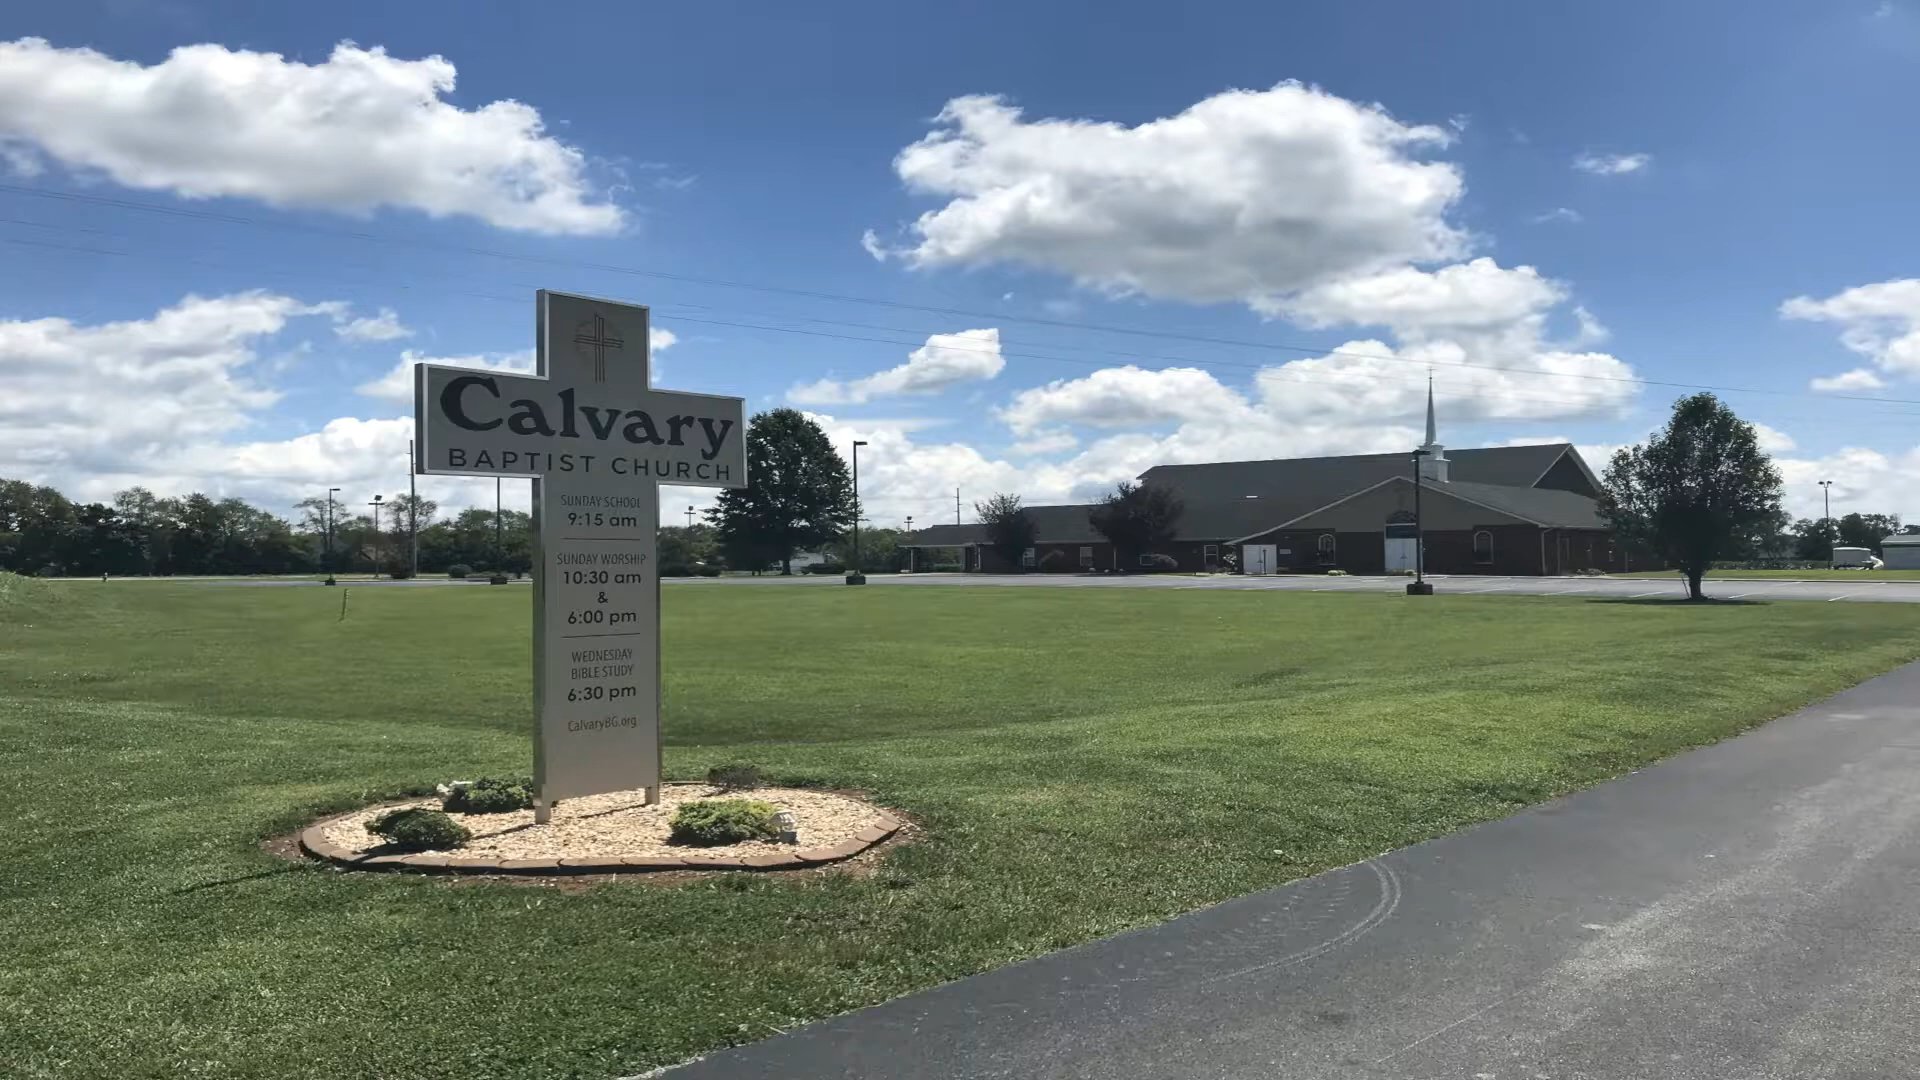 Calvary
BAPTIST CHURCH
SUNDAY SCHOOL
9:15 am
SUNDAY WORSHIP
10:30 am
&
6:00 pm
WEDNESDAY
BIBLE STUDY
6:30 pm
CalvaryBG.org